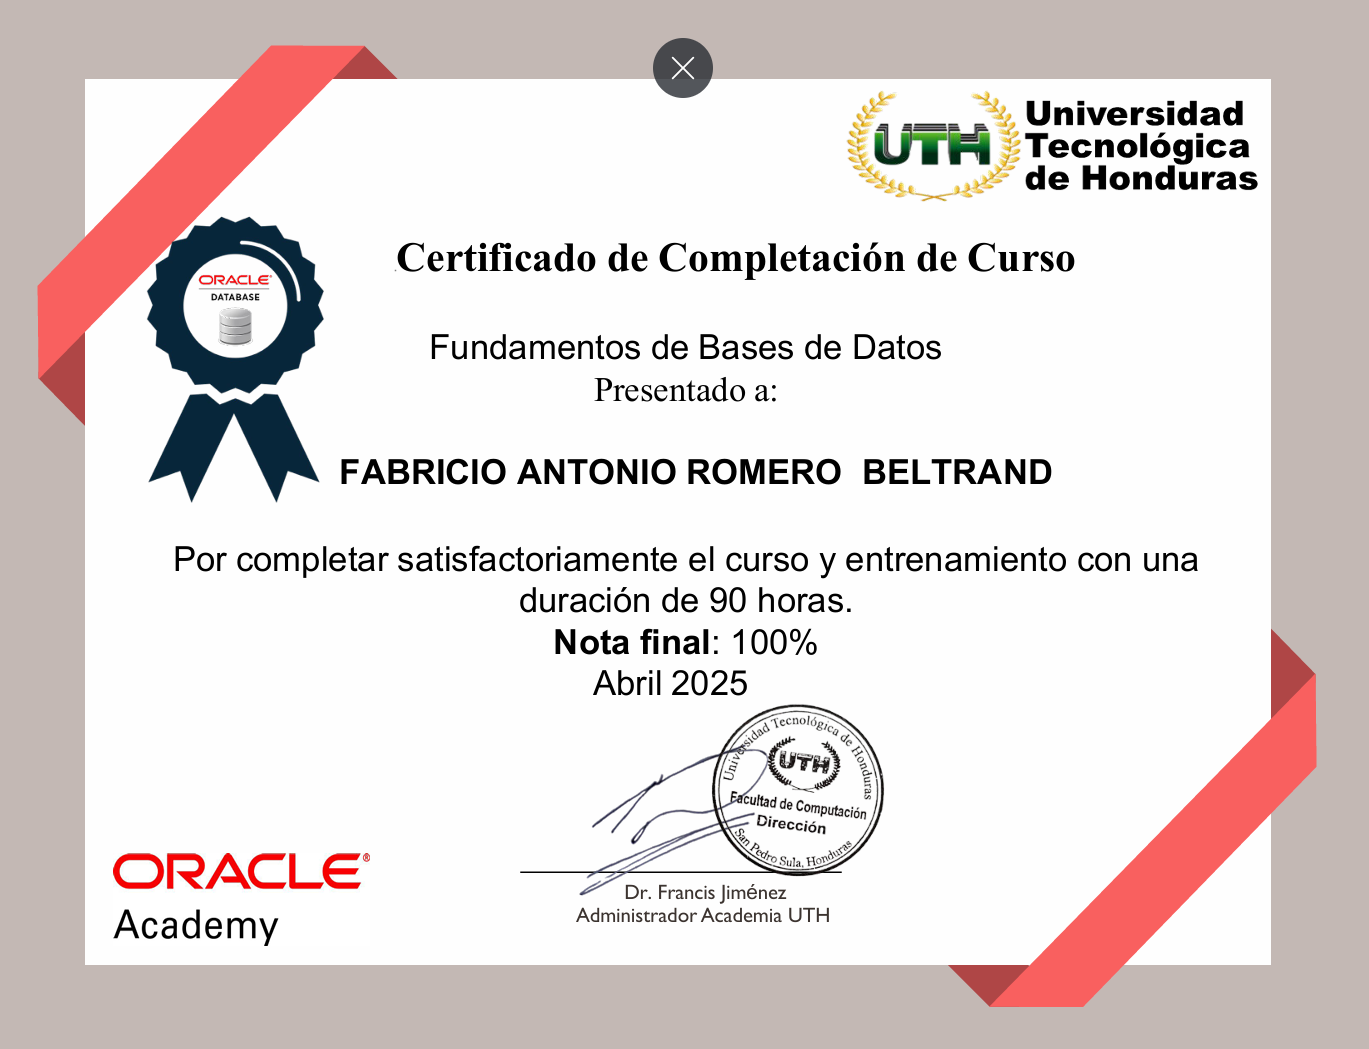 UTH
Universidad
Tecnológica
de Honduras
Certificado de Completación de Curso
ORACLE®
DATABASE
Fundamentos de Bases de Datos
Presentado a:
FABRICIO ANTONIO ROMERO  BELTRAND
Por completar satisfactoriamente el curso y entrenamiento con una
duración de 90 horas.
Nota final: 100%
Abril 2025
Universidad Tecnológica de Honduras
UTH
Facultad de Computación
Dirección
San Pedro Sula, Honduras
Dr. Francis Jiménez
Administrador Academia UTH
ORACLE®
Academy